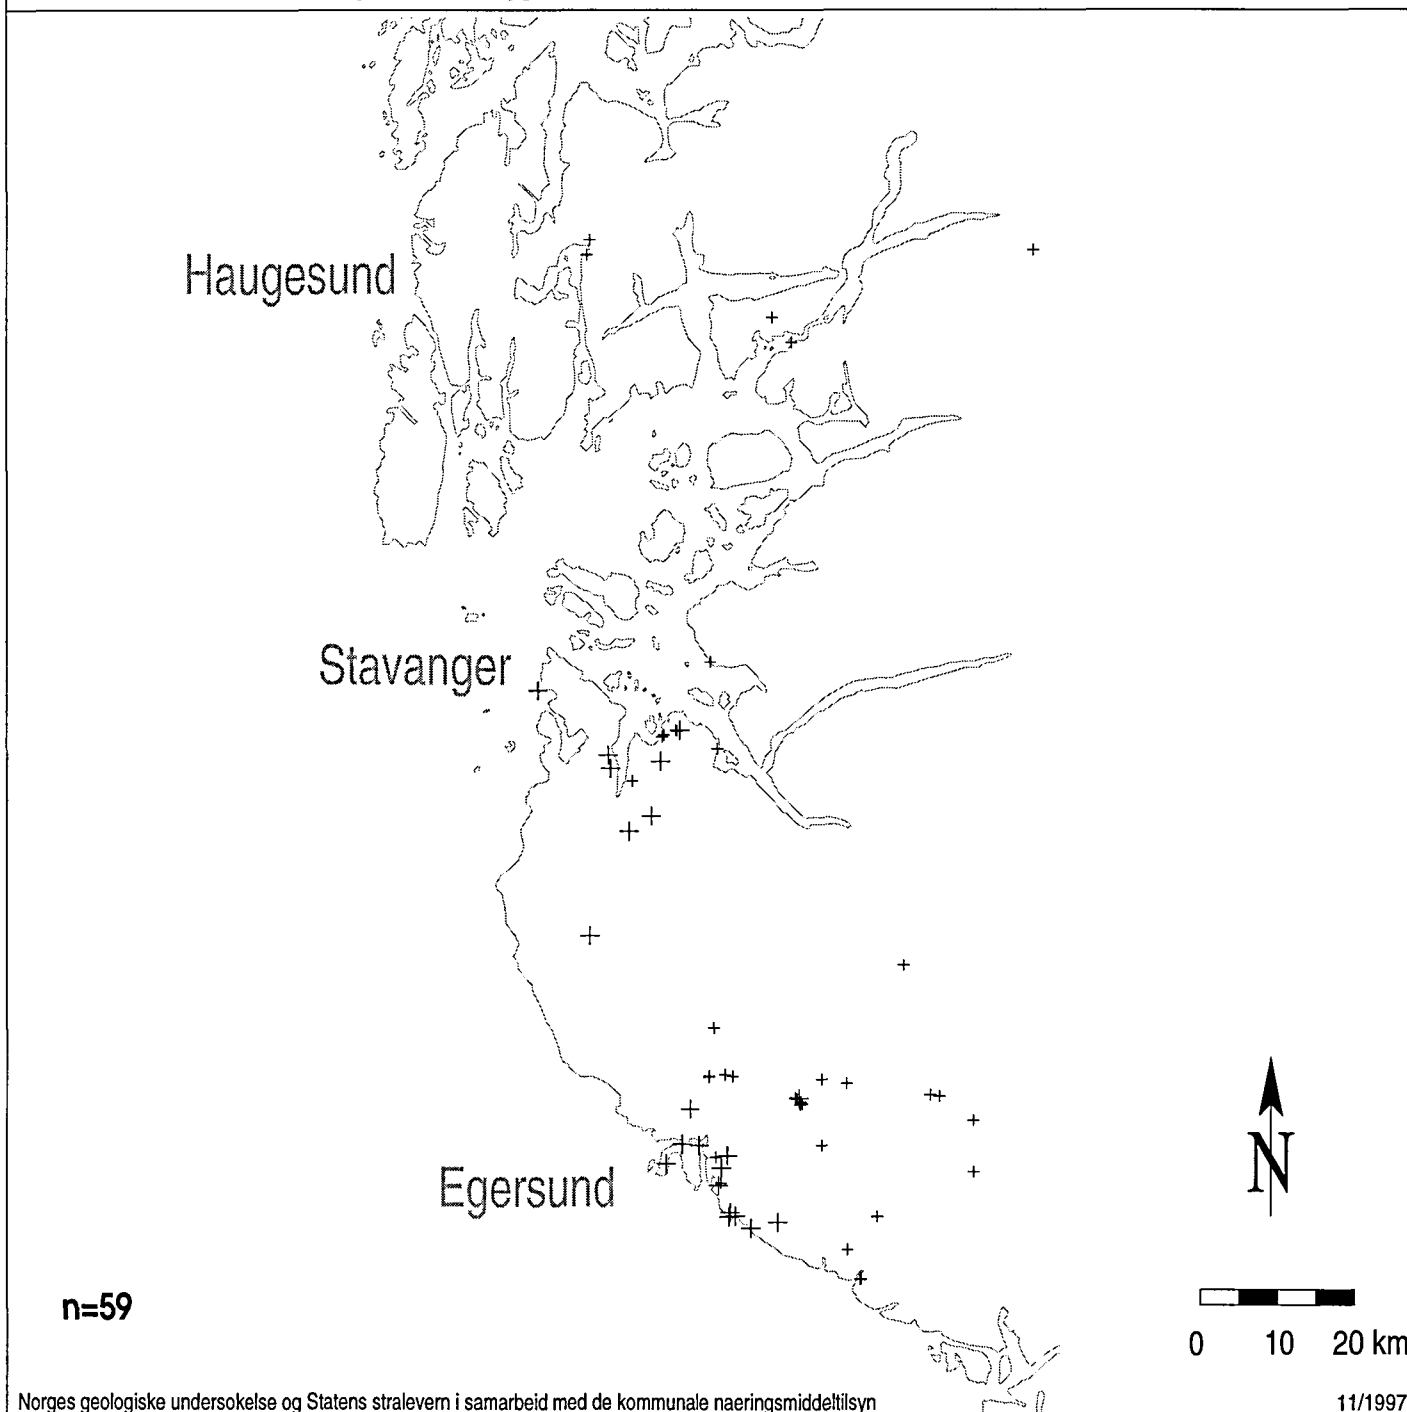 Haugesund
Stavanger
Egersund
N
n=59
0 10 20 km
Norges geologiske undersokelse og Statens stralevern i samarbeid med de kommunale naeringsmiddeltilsyn
11/1997